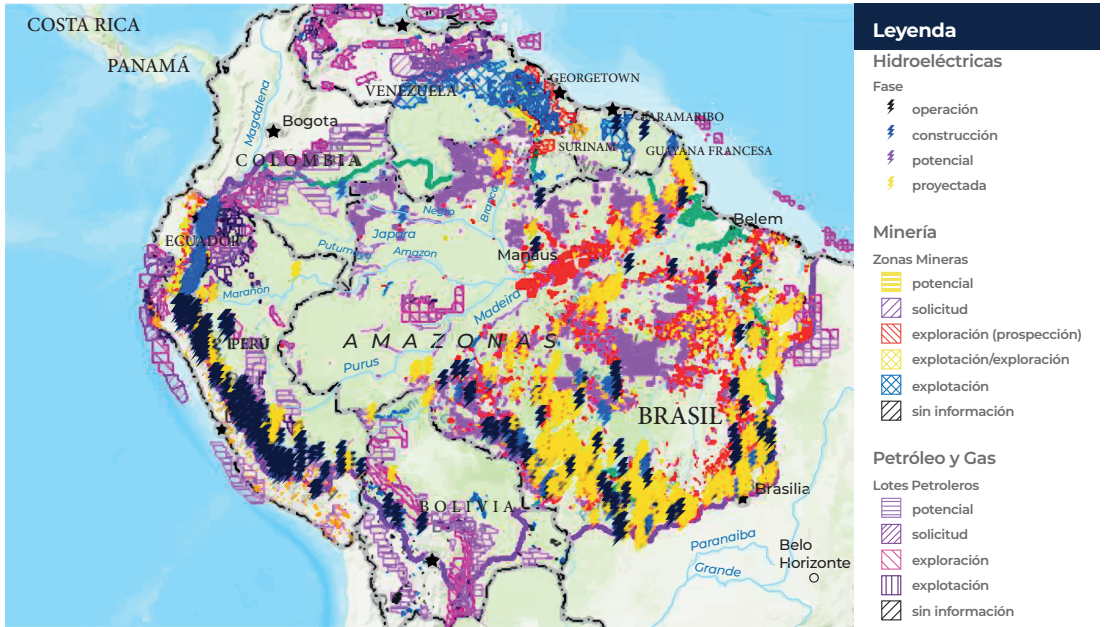 COSTA RICA
PANAMÁ
Magdalena
Bogota
COLOMBIA
VENEZUELA
GEORGETOWN
PARAMARIBO
SURINAM
GUAYANA FRANCESA
ECUADOR
Putumayo
Japara
Negro
Branco
Amazon
Manaus
Belem
Marañon
Madeira
PERÚ
AMAZONAS
Purus
BRASIL
BOLIVIA
Brasilia
Paranaiba
Grande
Belo
Horizonte
Leyenda
Hidroeléctricas
Fase
operación
construcción
potencial
proyectada
Minería
Zonas Mineras
potencial
solicitud
exploración (prospección)
explotación/exploración
explotación
sin información
Petróleo y Gas
Lotes Petroleros
potencial
solicitud
exploración
explotación
sin información